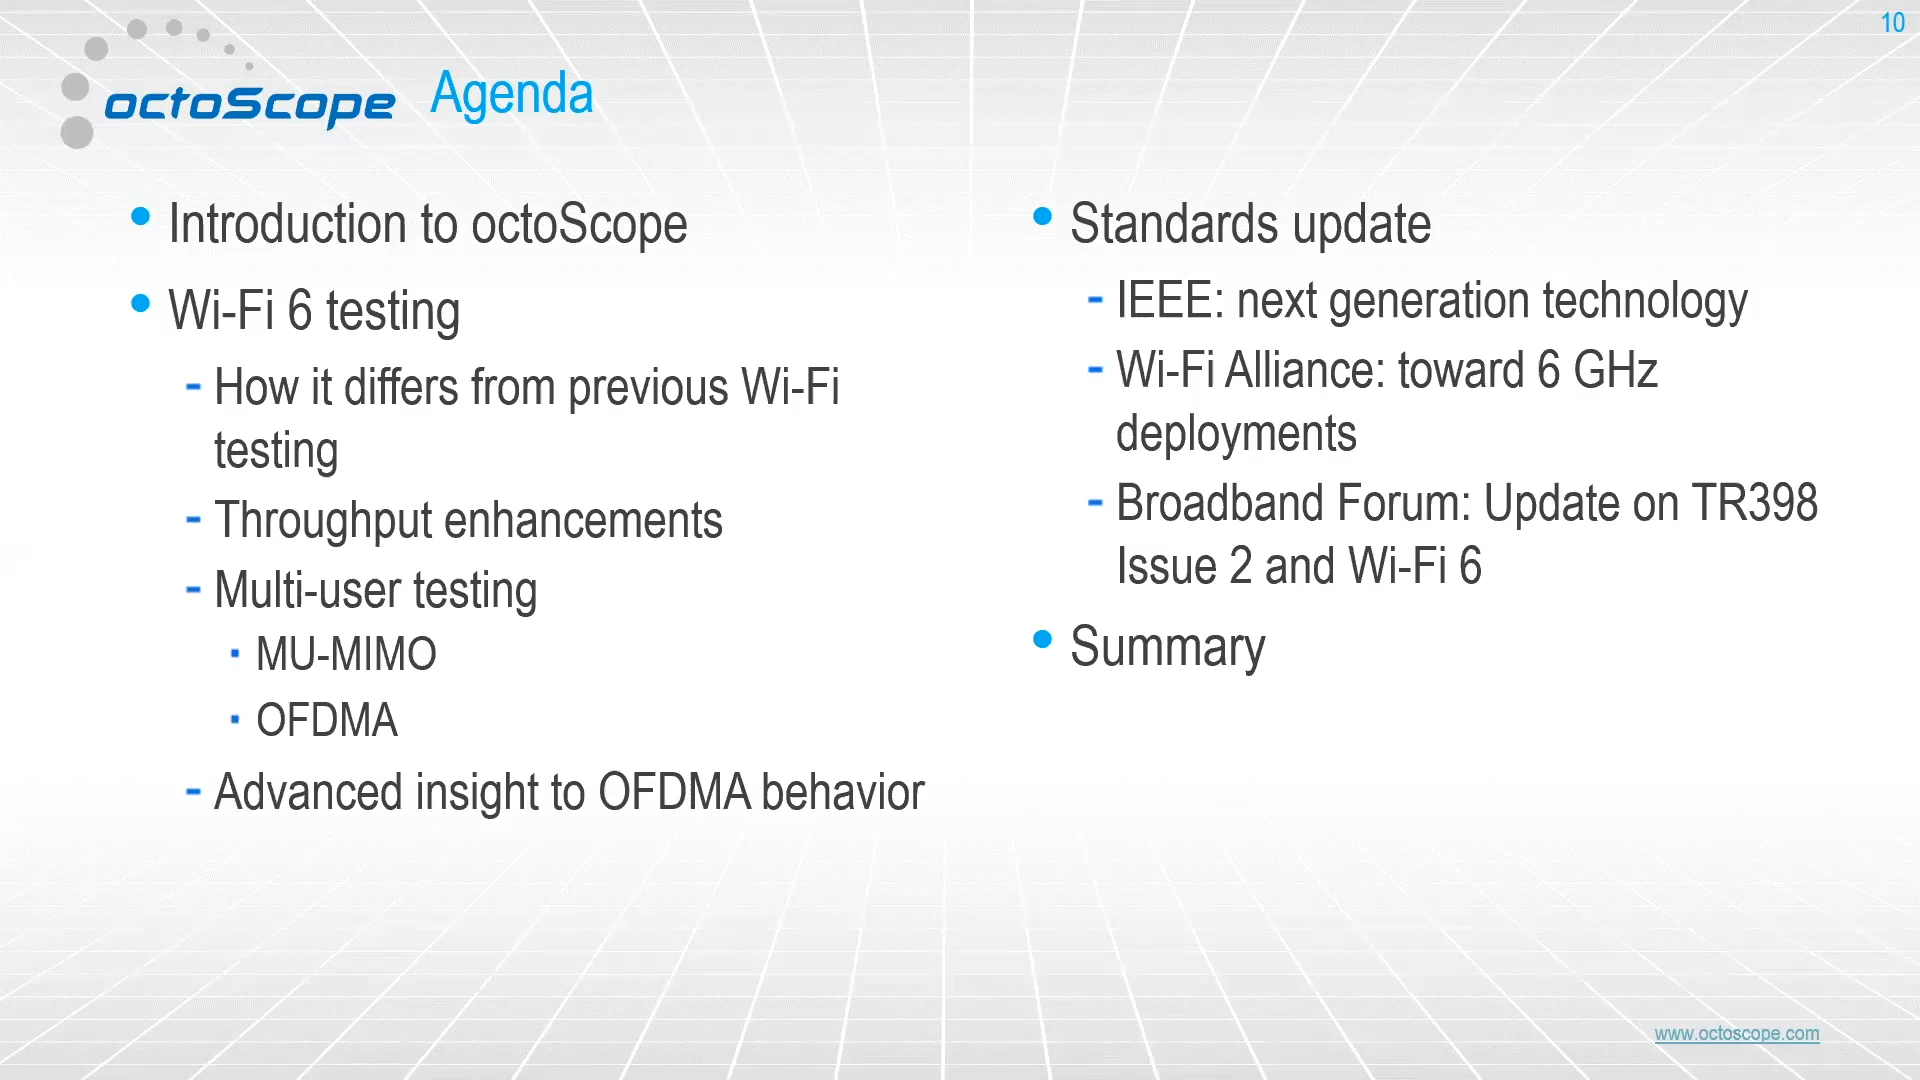 10
octoScope
Agenda
• Introduction to octoScope
• Wi-Fi 6 testing
- How it differs from previous Wi-Fi
testing
- Throughput enhancements
- Multi-user testing
▪ MU-MIMO
▪ OFDMA
- Advanced insight to OFDMA behavior
• Standards update
- IEEE: next generation technology
- Wi-Fi Alliance: toward 6 GHz
deployments
- Broadband Forum: Update on TR398
Issue 2 and Wi-Fi 6
• Summary
www.octoscope.com